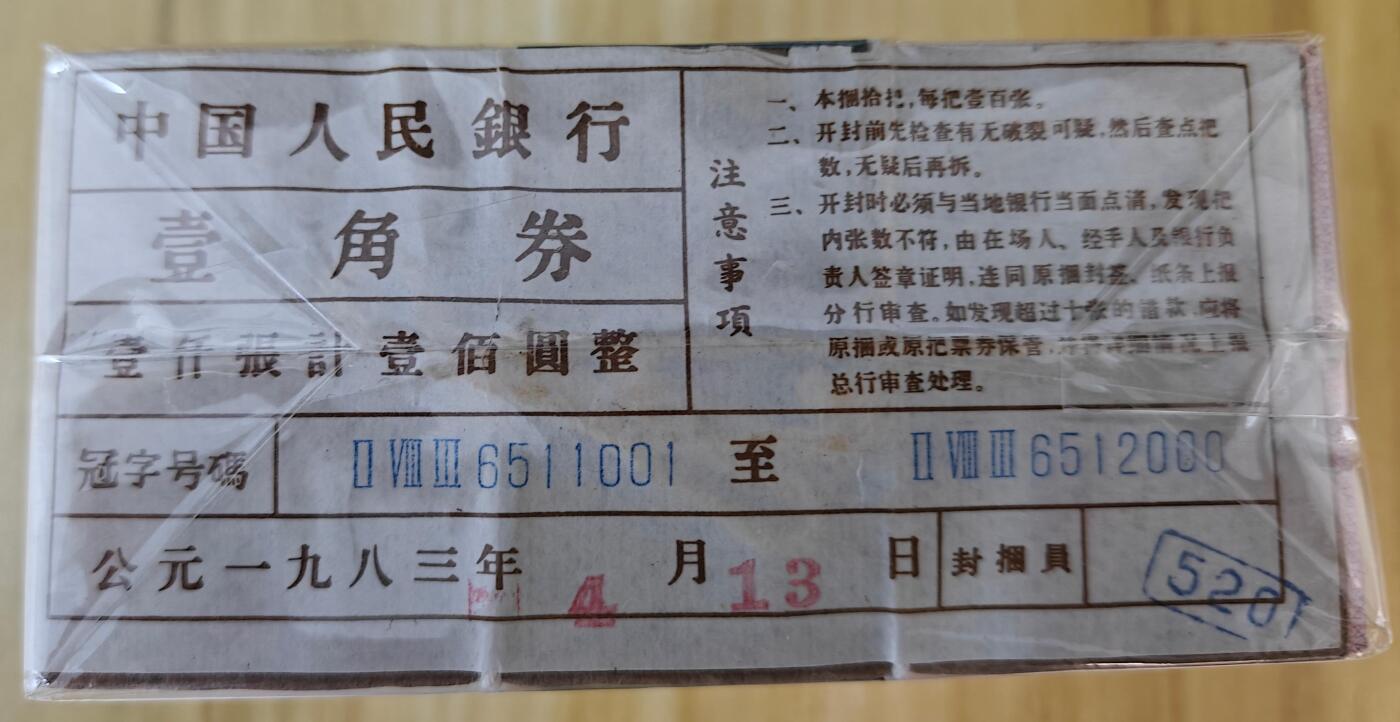 中国人民銀行
壹角券
壹仟張計壹佰圓整
注意事項
一、本捆拾把,每把壹百张。
二、开封前先检查有无破裂可疑,然后查点把
数,无疑后再拆。
三、开封时必须与当地银行当面点清,发现把
内张数不符,由在场人、经手人及银行负
责人签章证明,连同原捆封签、纸条上报
分行审查。如发现超过十张的错款,应将
原捆或原把票券保管,
总行审查处理。
冠字号碼 ⅡⅧⅢ6511001 至 ⅡⅧⅢ6512000
公元一九八三年 4 月 13 日 封捆員 520